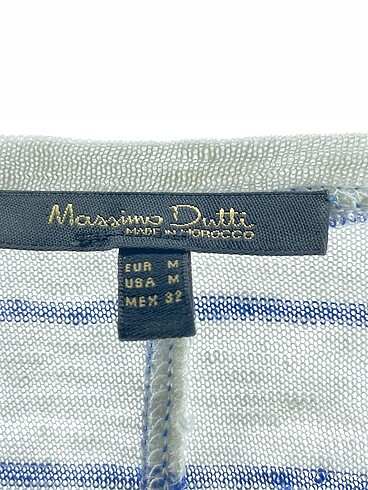 Massimo Dutti
MADE IN MOROCCO
EUR M
USA M
MEX 32